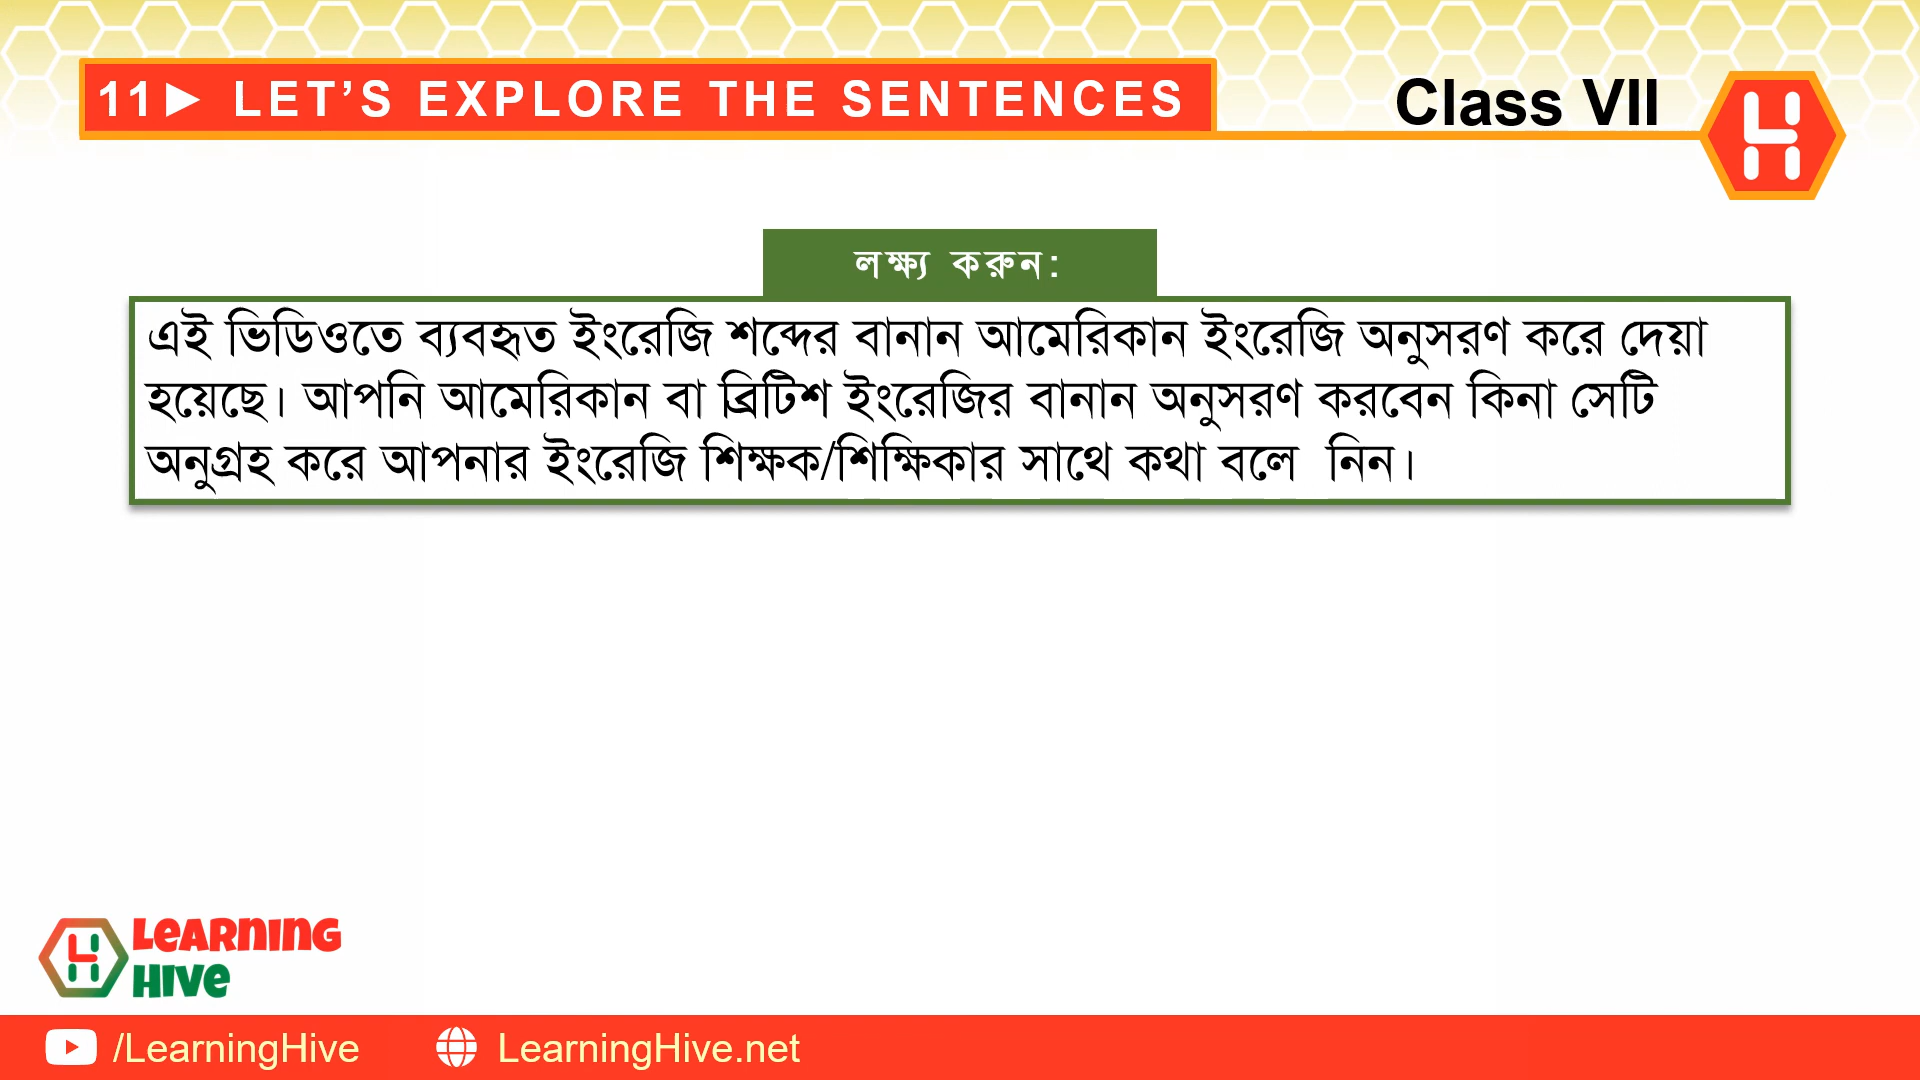 11► LET’S EXPLORE THE SENTENCES
Class VII
লক্ষ্য করুন:
এই ভিডিওতে ব্যবহৃত ইংরেজি শব্দের বানান আমেরিকান ইংরেজি অনুসরণ করে দেয়া
হয়েছে। আপনি আমেরিকান বা ব্রিটিশ ইংরেজির বানান অনুসরণ করবেন কিনা সেটি
অনুগ্রহ করে আপনার ইংরেজি শিক্ষক/শিক্ষিকার সাথে কথা বলে  নিন।
LEARNING
HIVE
/LearningHive
LearningHive.net